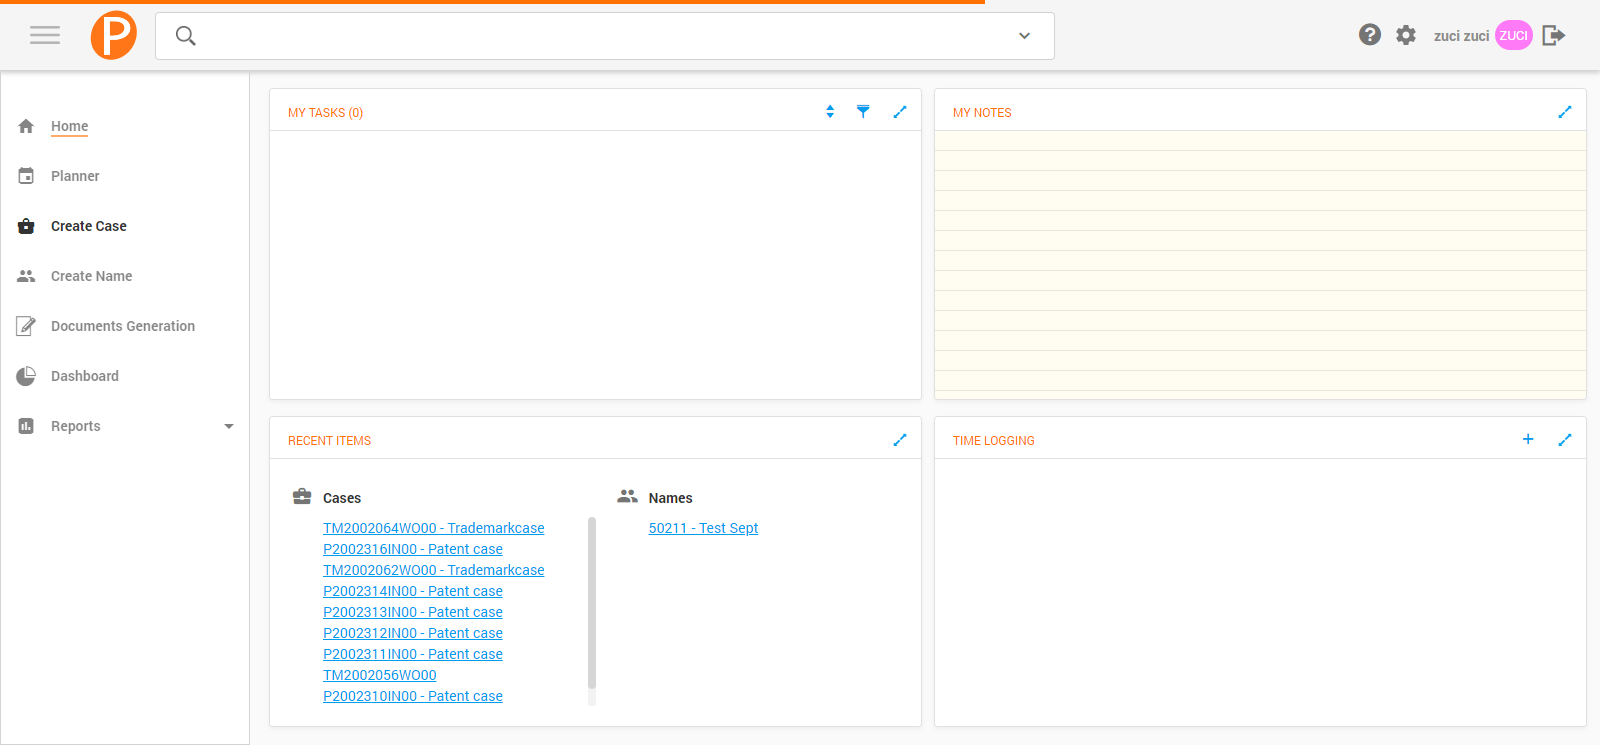 P
zuci zuci
ZUCI
Home
Planner
Create Case
Create Name
Documents Generation
Dashboard
Reports
MY TASKS (0)
MY NOTES
RECENT ITEMS
Cases
TM2002064WO00 - Trademarkcase
P2002316IN00 - Patent case
TM2002062WO00 - Trademarkcase
P2002314IN00 - Patent case
P2002313IN00 - Patent case
P2002312IN00 - Patent case
P2002311IN00 - Patent case
TM2002056WO00
P2002310IN00 - Patent case
Names
50211 - Test Sept
TIME LOGGING